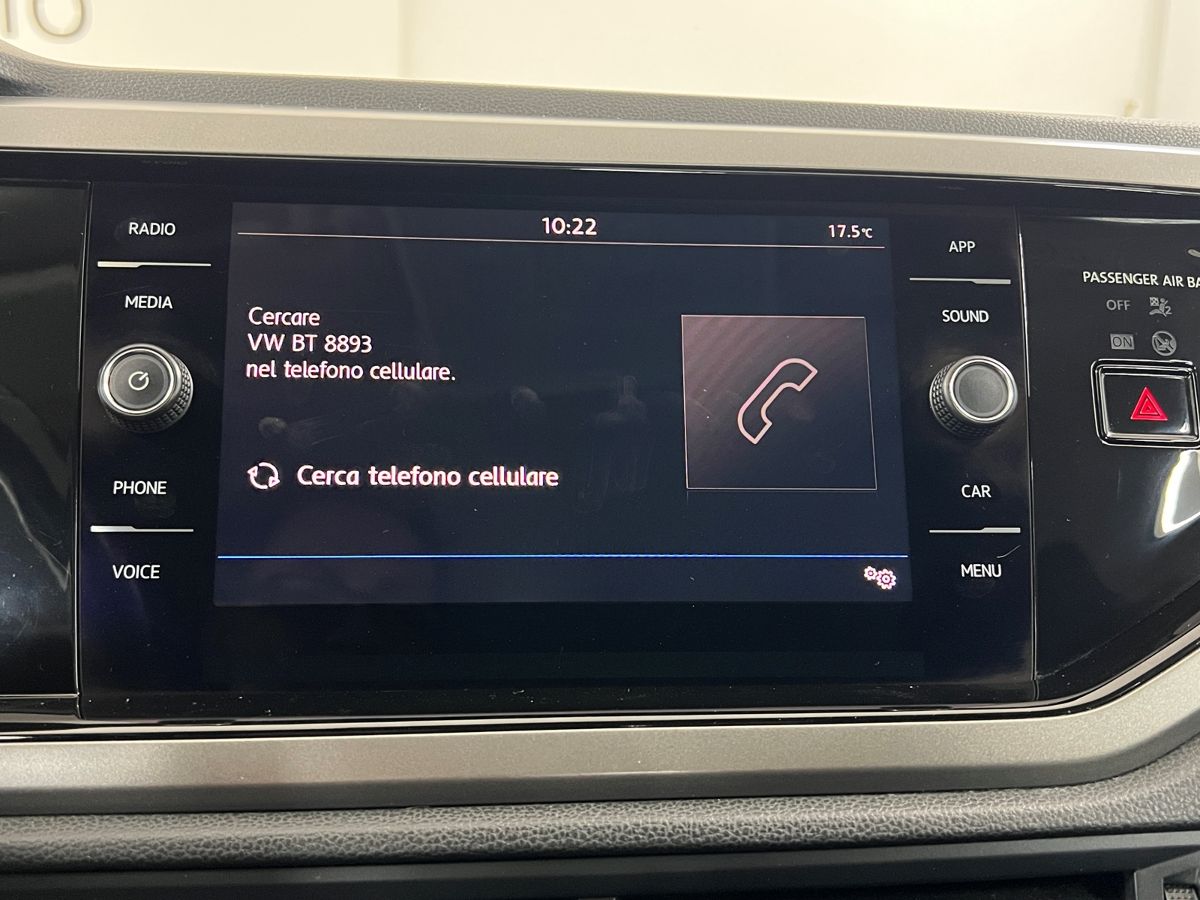 10:22
17.5°C
RADIO
MEDIA
PHONE
VOICE
Cercare
VW BT 8893
nel telefono cellulare.
Cerca telefono cellulare
APP
SOUND
CAR
MENU
PASSENGER AIR BA
OFF
2
ON